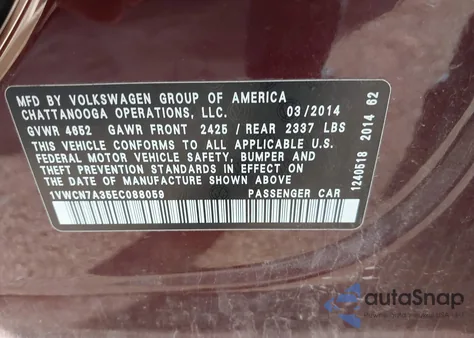 MFD BY VOLKSWAGEN GROUP OF AMERICA
CHATTANOOGA OPERATIONS, LLC. 03/2014
GVWR 4652 GAWR FRONT 2425 / REAR 2337 LBS
THIS VEHICLE CONFORMS TO ALL APPLICABLE U.S.
FEDERAL MOTOR VEHICLE SAFETY, BUMPER AND
THEFT PREVENTION STANDARDS IN EFFECT ON
THE DATE OF MANUFACTURE SHOWN ABOVE.
1VWCN7A35EC088059 PASSENGER CAR
1240518 2014 62
autoSnap